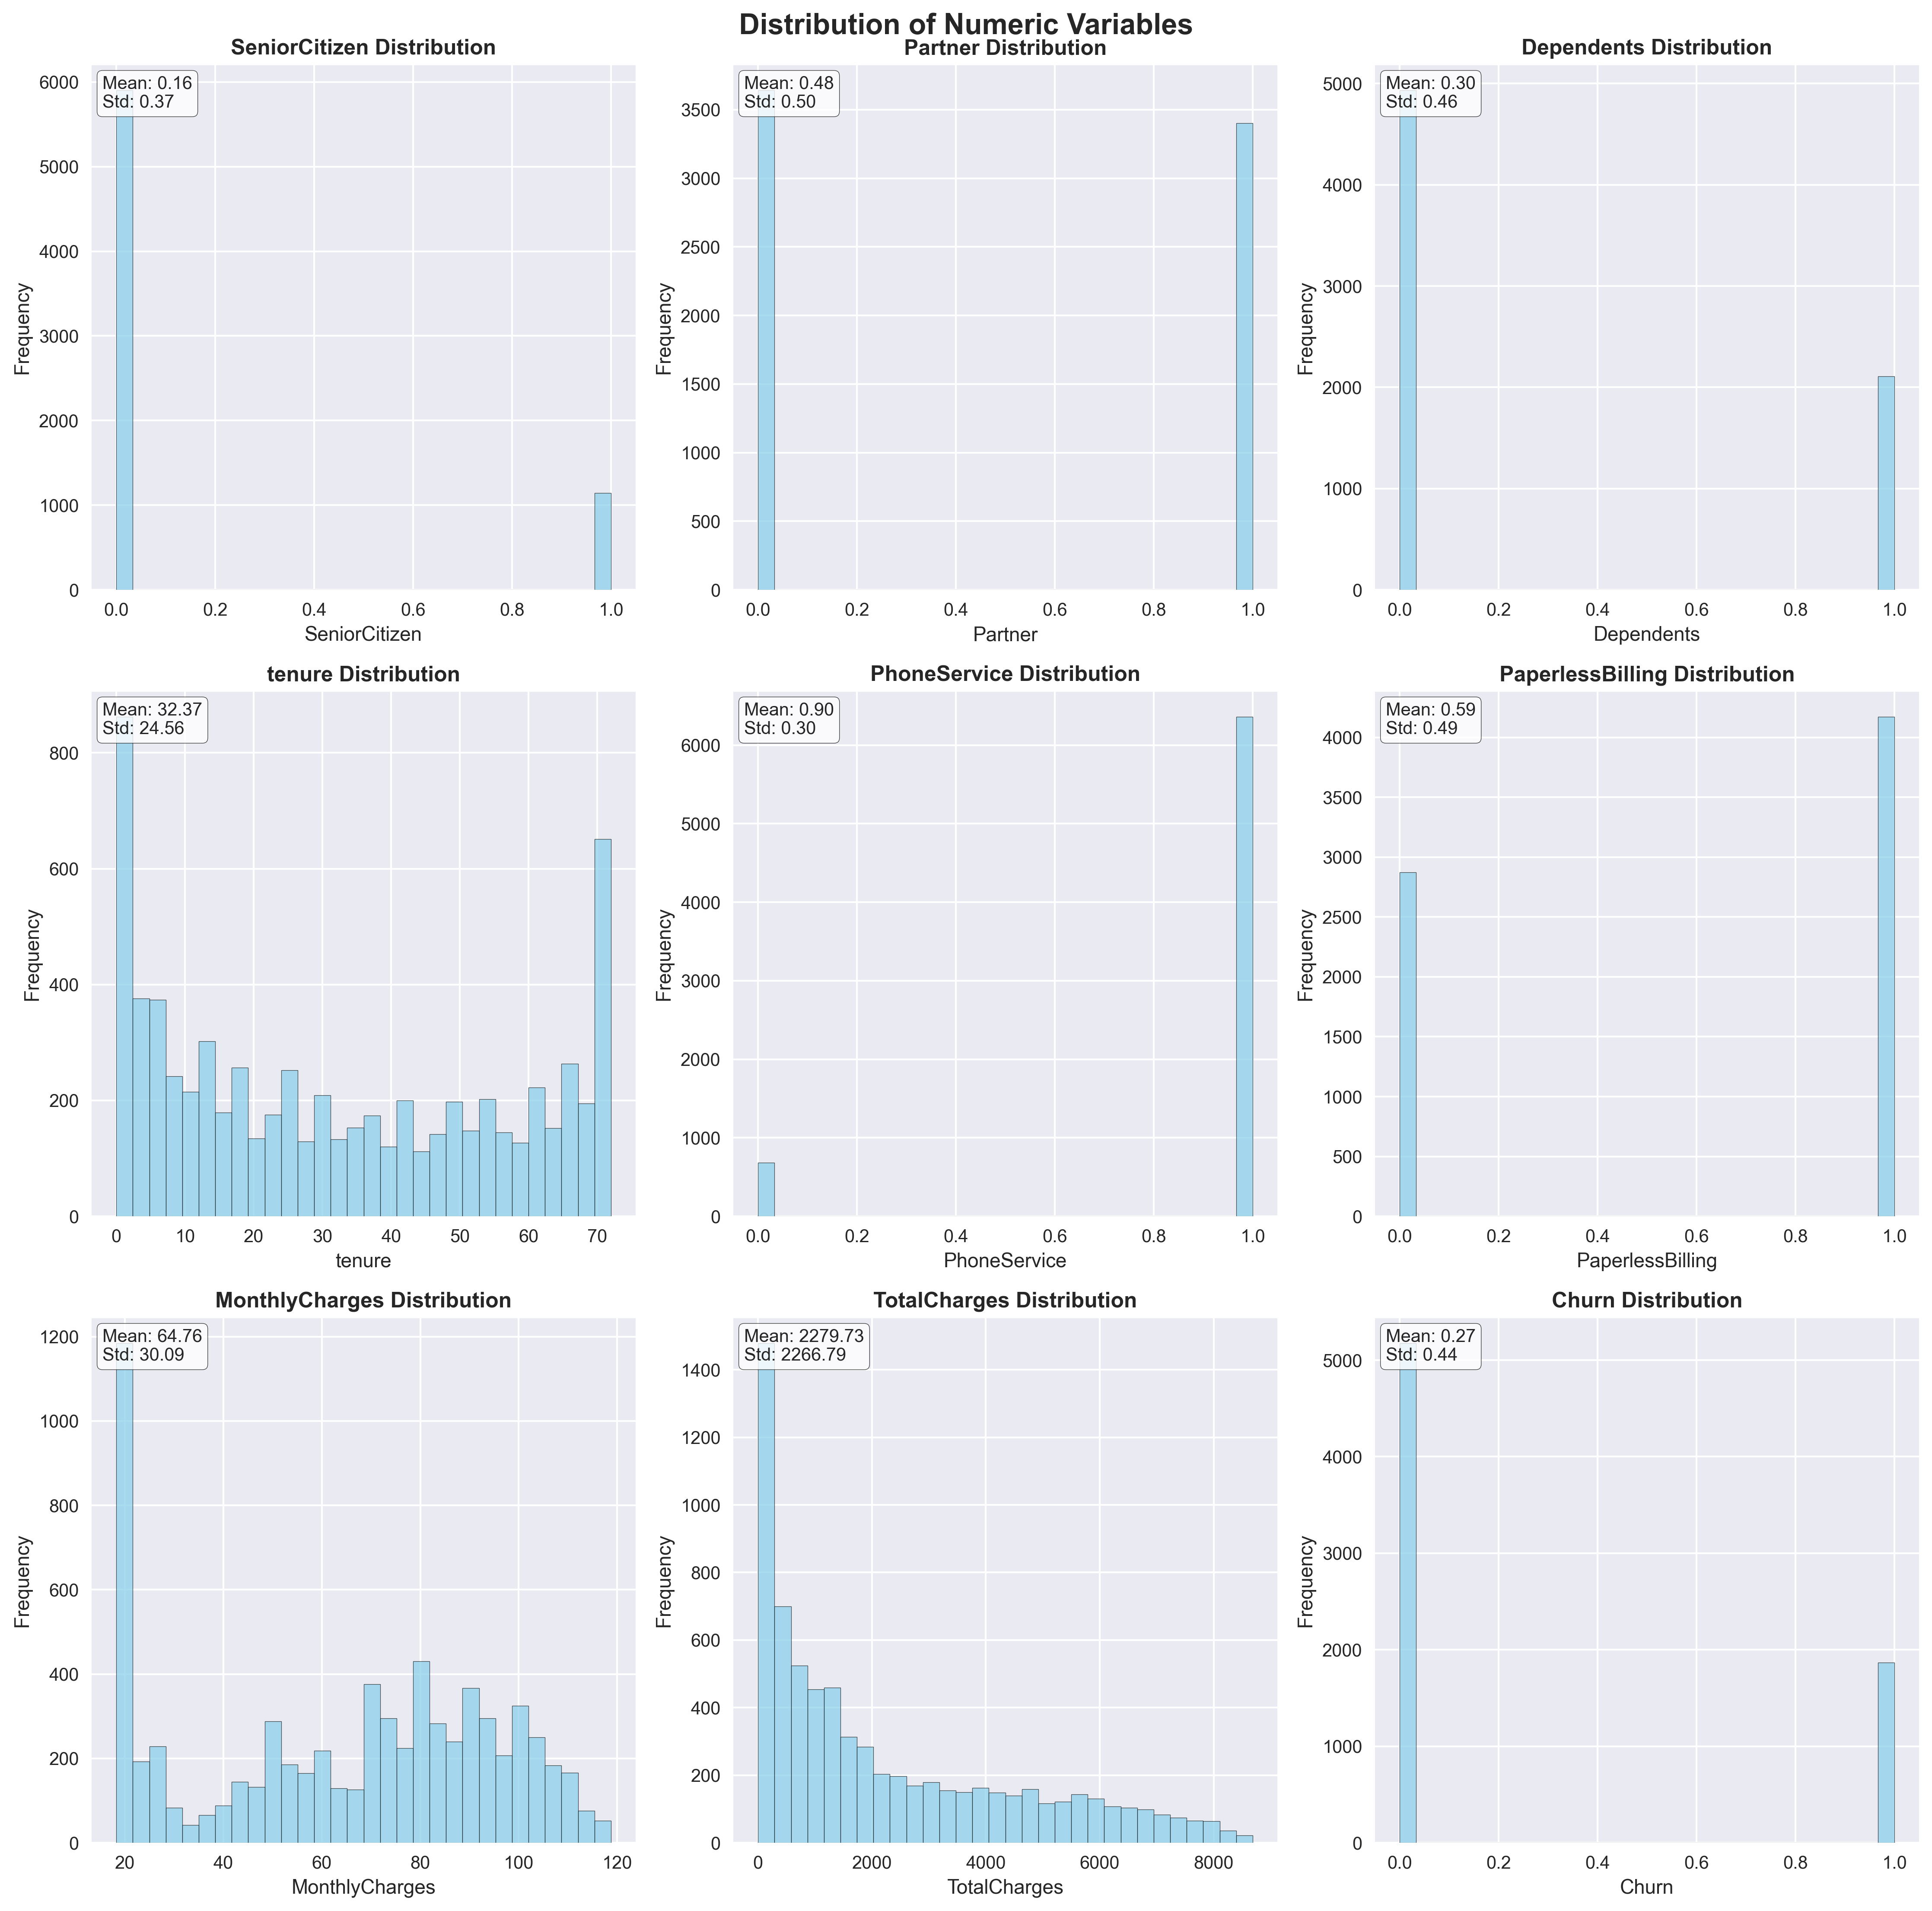 Distribution of Numeric Variables
SeniorCitizen Distribution
Mean: 0.16
Std: 0.37
6000
5000
4000
3000
2000
1000
0
Frequency
0.0 0.2 0.4 0.6 0.8 1.0
SeniorCitizen
Partner Distribution
Mean: 0.48
Std: 0.50
3500
3000
2500
2000
1500
1000
500
0
Frequency
0.0 0.2 0.4 0.6 0.8 1.0
Partner
Dependents Distribution
Mean: 0.30
Std: 0.46
5000
4000
3000
2000
1000
0
Frequency
0.0 0.2 0.4 0.6 0.8 1.0
Dependents
tenure Distribution
Mean: 32.37
Std: 24.56
800
600
400
200
0
Frequency
0 10 20 30 40 50 60 70
tenure
PhoneService Distribution
Mean: 0.90
Std: 0.30
6000
5000
4000
3000
2000
1000
0
Frequency
0.0 0.2 0.4 0.6 0.8 1.0
PhoneService
PaperlessBilling Distribution
Mean: 0.59
Std: 0.49
4000
3500
3000
2500
2000
1500
1000
500
0
Frequency
0.0 0.2 0.4 0.6 0.8 1.0
PaperlessBilling
MonthlyCharges Distribution
Mean: 64.76
Std: 30.09
1200
1000
800
600
400
200
0
Frequency
20 40 60 80 100 120
MonthlyCharges
TotalCharges Distribution
Mean: 2279.73
Std: 2266.79
1400
1200
1000
800
600
400
200
0
Frequency
0 2000 4000 6000 8000
TotalCharges
Churn Distribution
Mean: 0.27
Std: 0.44
5000
4000
3000
2000
1000
0
Frequency
0.0 0.2 0.4 0.6 0.8 1.0
Churn